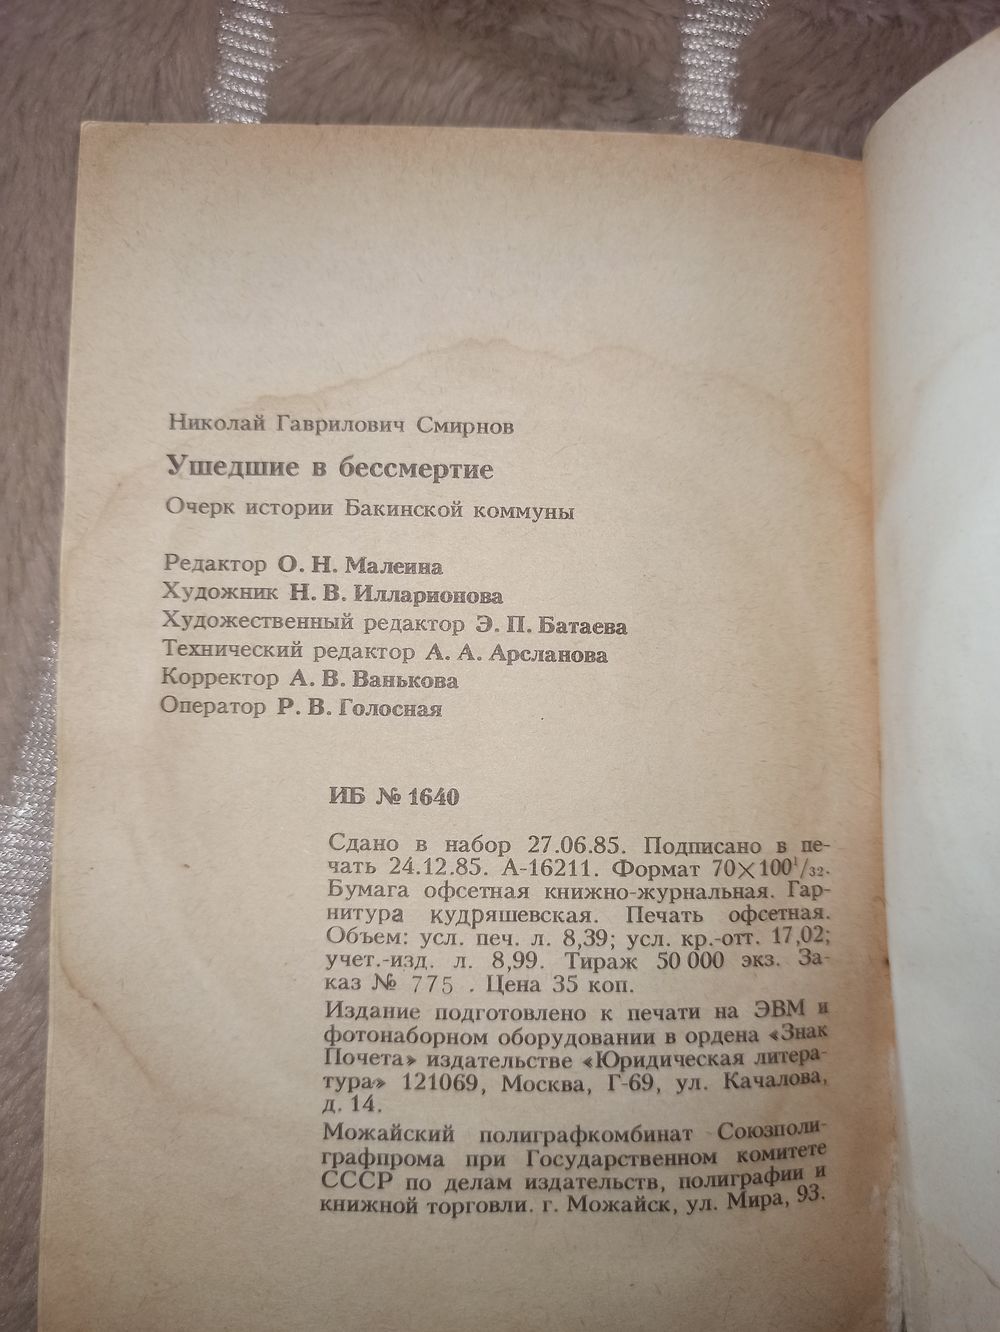 Николай Гаврилович Смирнов
Ушедшие в бессмертие
Очерк истории Бакинской коммуны
Редактор О. Н. Малеина
Художник Н. В. Илларионова
Художественный редактор Э. П. Батаева
Технический редактор А. А. Арсланова
Корректор А. В. Ванькова
Оператор Р. В. Голосная
ИБ № 1640
Сдано в набор 27.06.85. Подписано в пе-
чать 24.12.85. А-16211. Формат 70×100¹/₃₂.
Бумага офсетная книжно-журнальная. Гар-
нитура кудряшевская. Печать офсетная.
Объем: усл. печ. л. 8,39; усл. кр.-отт. 17,02;
учет.-изд. л. 8,99. Тираж 50 000 экз. За-
каз № 775 . Цена 35 коп.
Издание подготовлено к печати на ЭВМ и
фотонаборном оборудовании в ордена «Знак
Почета» издательстве «Юридическая литера-
тура» 121069, Москва, Г-69, ул. Качалова,
д. 14.
Можайский полиграфкомбинат Союзполи-
графпрома при Государственном комитете
СССР по делам издательств, полиграфии и
книжной торговли. г. Можайск, ул. Мира, 93.